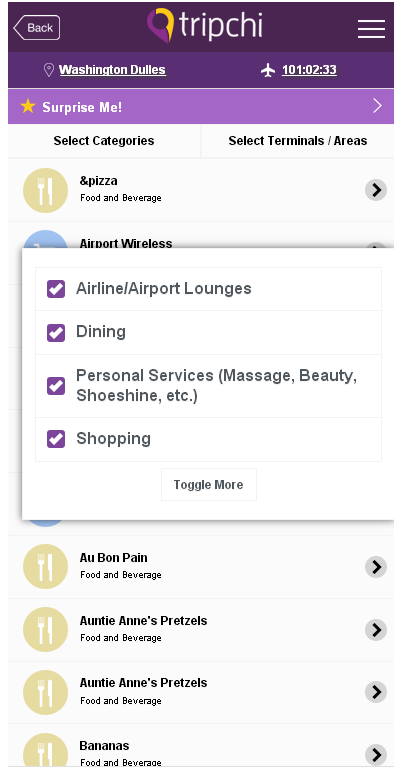 Back
tripchi
Washington Dulles
101:02:33
Surprise Me!
Select Categories
Select Terminals / Areas
&pizza
Food and Beverage
Airport Wireless
Airline/Airport Lounges
Dining
Personal Services (Massage, Beauty,
Shoeshine, etc.)
Shopping
Toggle More
Au Bon Pain
Food and Beverage
Auntie Anne's Pretzels
Food and Beverage
Auntie Anne's Pretzels
Food and Beverage
Bananas
Food and Beverage